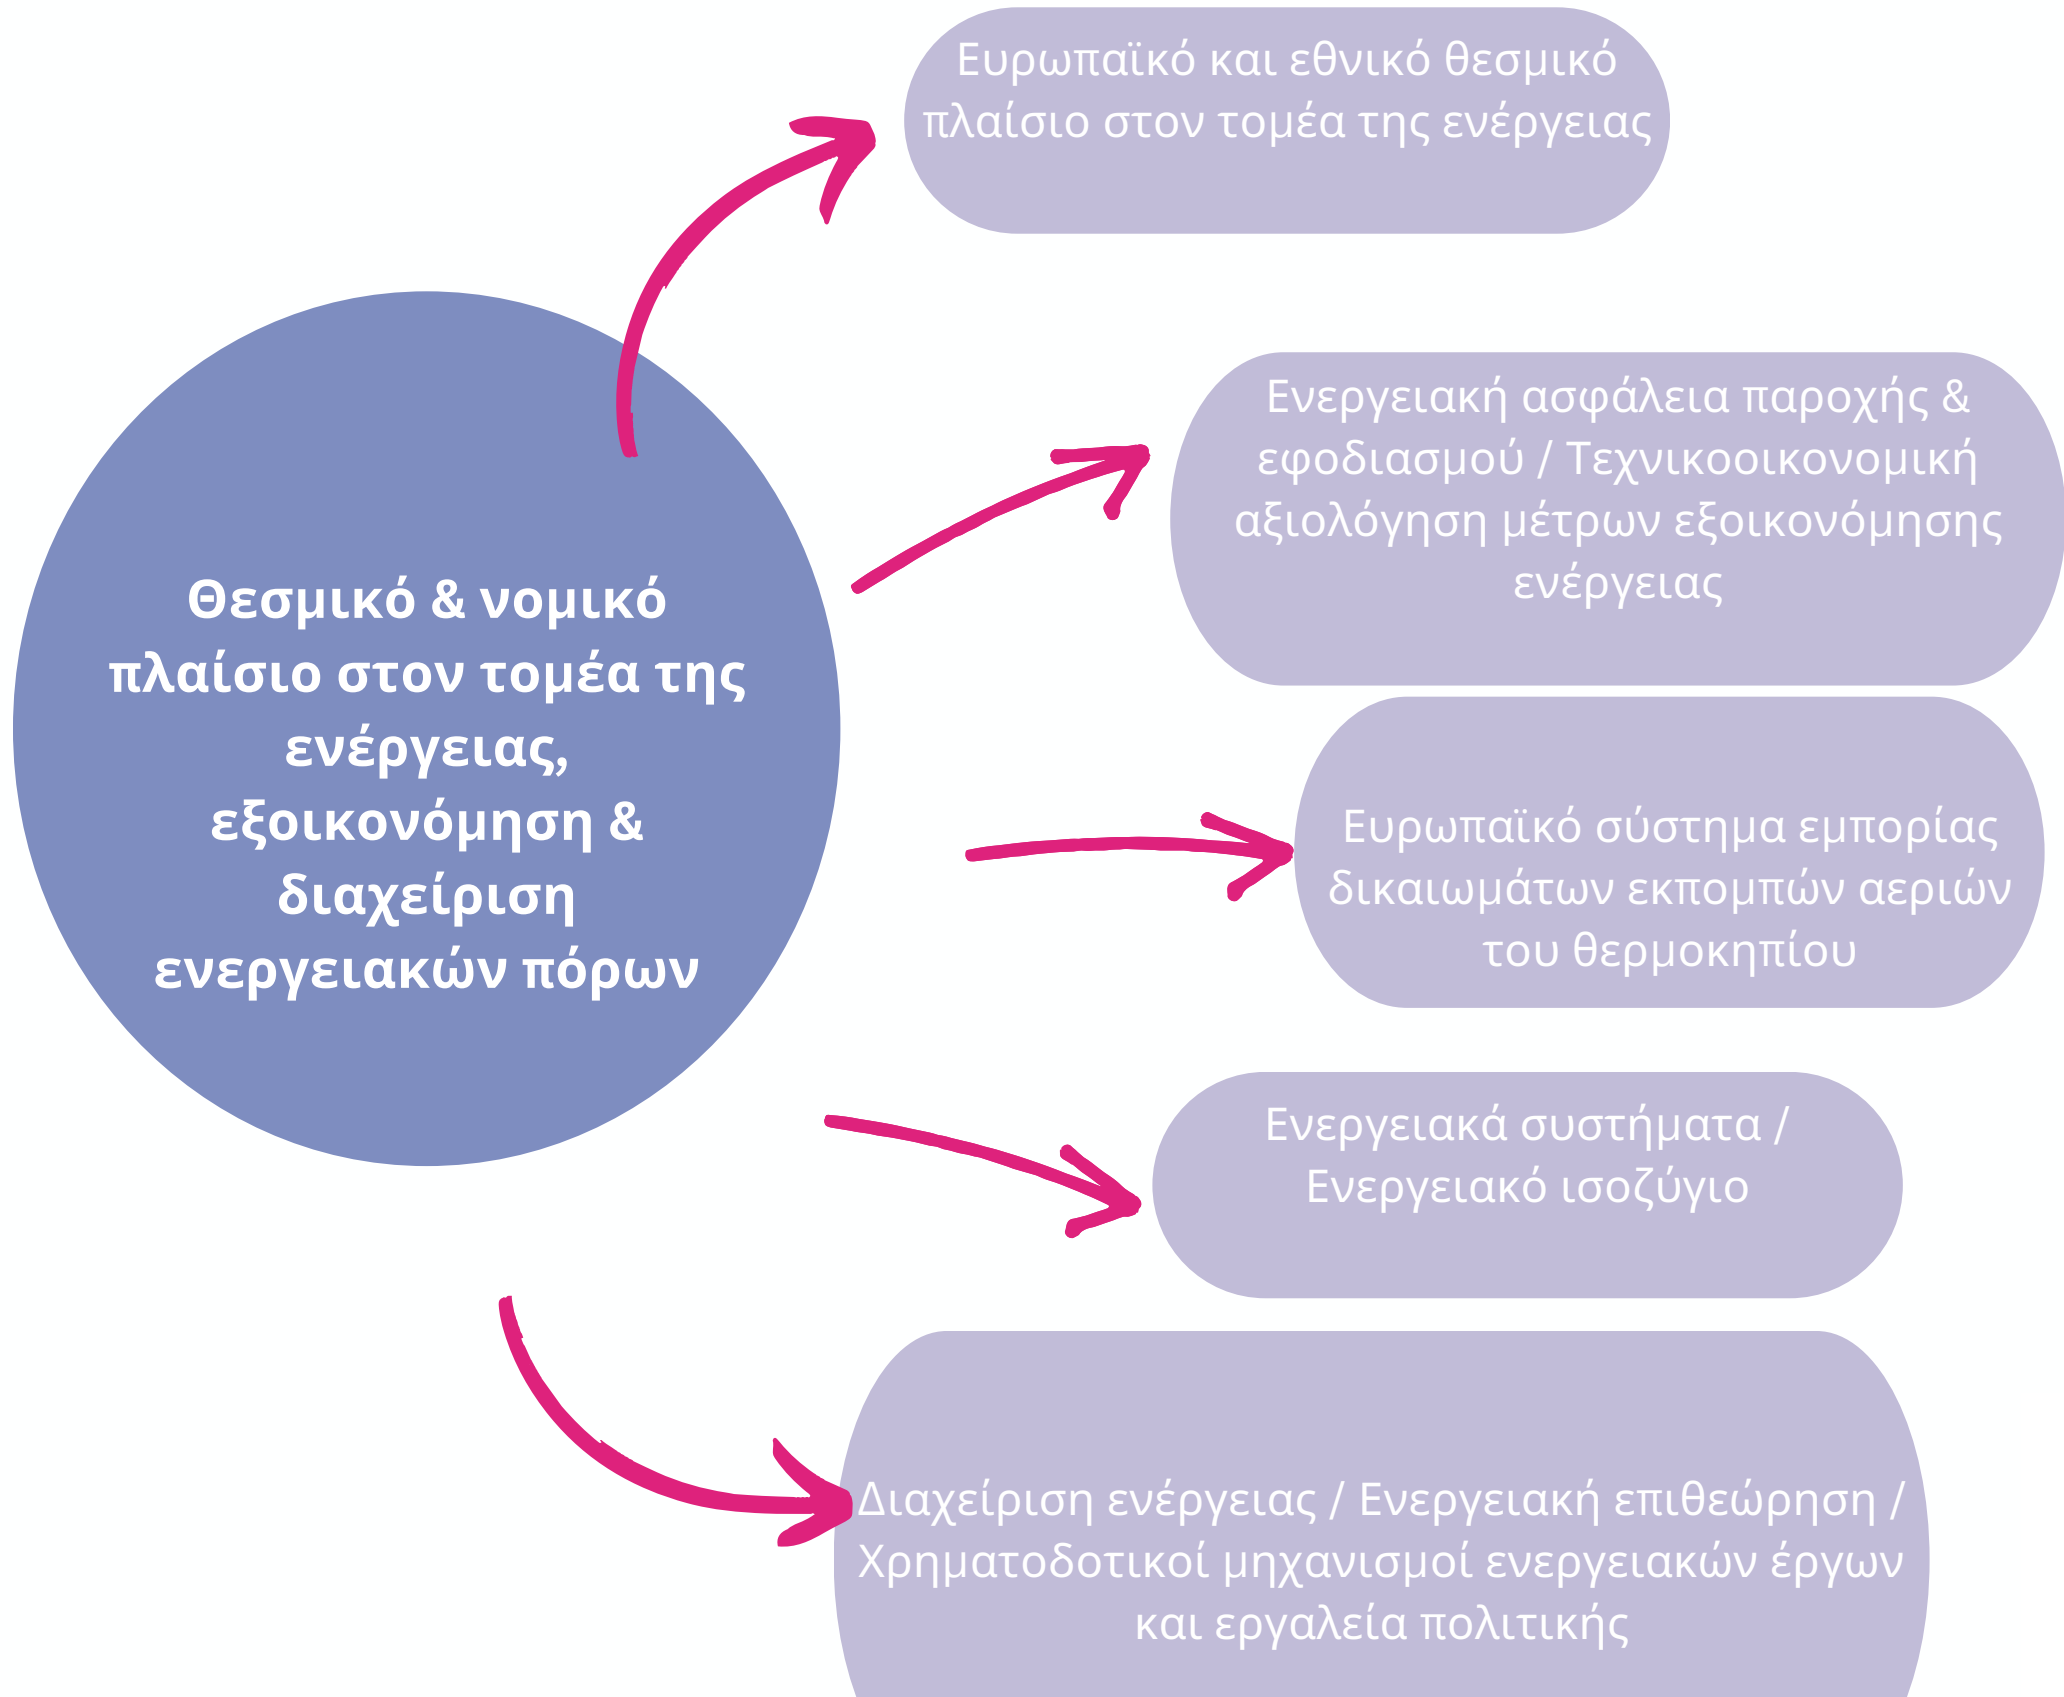 Ευρωπαϊκό και εθνικό θεσμικό
πλαίσιο στον τομέα της ενέργειας
Ενεργειακή ασφάλεια παροχής &
εφοδιασμού / Τεχνικοοικονομική
αξιολόγηση μέτρων εξοικονόμησης
ενέργειας
Θεσμικό & νομικό
πλαίσιο στον τομέα της
ενέργειας,
εξοικονόμηση &
διαχείριση
ενεργειακών πόρων
Ευρωπαϊκό σύστημα εμπορίας
δικαιωμάτων εκπομπών αεριών
του θερμοκηπίου
Ενεργειακά συστήματα /
Ενεργειακό ισοζύγιο
Διαχείριση ενέργειας / Ενεργειακή επιθεώρηση /
Χρηματοδοτικοί μηχανισμοί ενεργειακών έργων
και εργαλεία πολιτικής